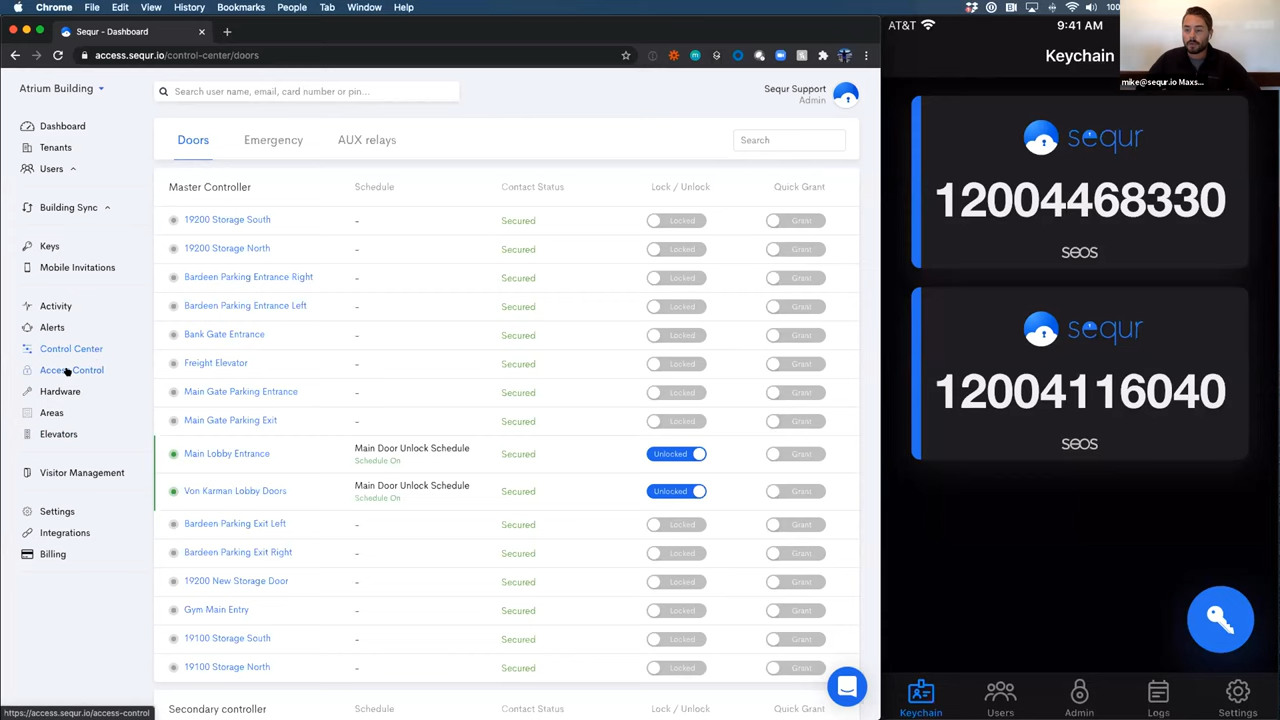 Chrome File Edit View History Bookmarks People Tab Window Help
Sequr - Dashboard
access.sequr.io/control-center/doors
Atrium Building
Search user name, email, card number or pin...
Sequr Support
Admin
Dashboard
Tenants
Users
Building Sync
Keys
Mobile Invitations
Activity
Alerts
Control Center
Access Control
Hardware
Areas
Elevators
Visitor Management
Settings
Integrations
Billing
https://access.sequr.io/access-control
Doors Emergency AUX relays Search
Master Controller Schedule Contact Status Lock / Unlock Quick Grant
19200 Storage South - Secured Locked Grant
19200 Storage North - Secured Locked Grant
Bardeen Parking Entrance Right - Secured Locked Grant
Bardeen Parking Entrance Left - Secured Locked Grant
Bank Gate Entrance - Secured Locked Grant
Freight Elevator - Secured Locked Grant
Main Gate Parking Entrance - Secured Locked Grant
Main Gate Parking Exit - Secured Locked Grant
Main Lobby Entrance Main Door Unlock Schedule Secured Unlocked Grant
Schedule On
Von Karman Lobby Doors Main Door Unlock Schedule Secured Unlocked Grant
Schedule On
Bardeen Parking Exit Left - Secured Locked Grant
Bardeen Parking Exit Right - Secured Locked Grant
19200 New Storage Door - Secured Locked Grant
Gym Main Entry - Secured Locked Grant
19100 Storage South - Secured Locked Grant
19100 Storage North - Secured Locked Grant
Secondary controller Schedule Contact Status Lock / Unlock
AT&T 9:41 AM
Keychain
mike@sequr.io Maxs...
sequr
12004468330
seos
sequr
12004116040
seos
Keychain Users Admin Logs Settings